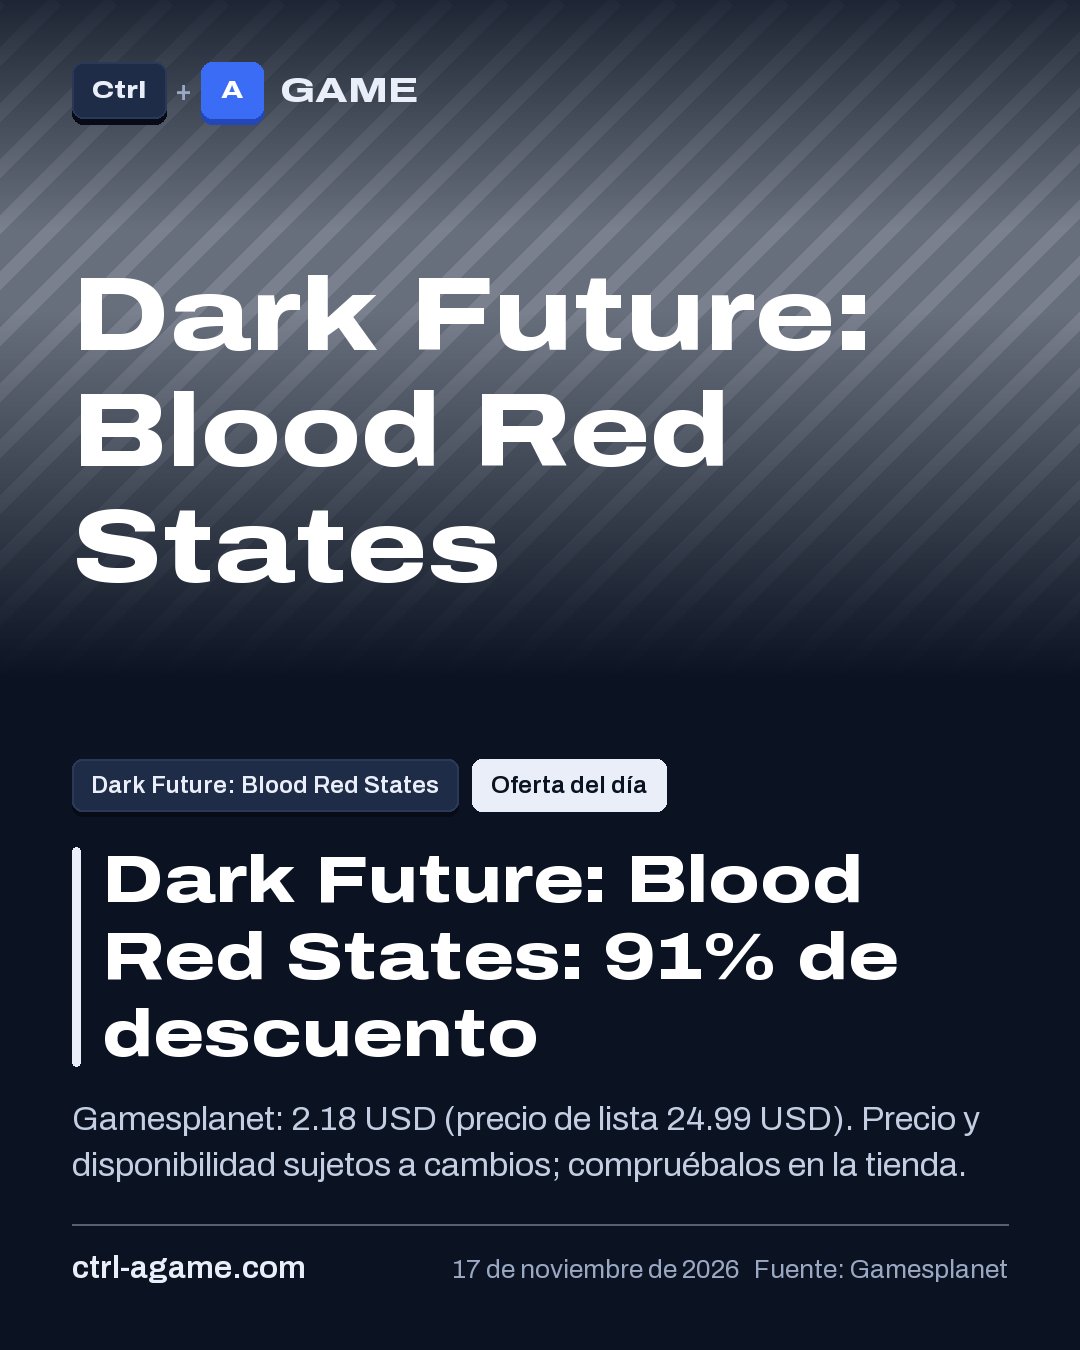 Ctrl + A GAME
Dark Future:
Blood Red
States
Dark Future: Blood Red States
Oferta del día
Dark Future: Blood
Red States: 91% de
descuento
Gamesplanet: 2.18 USD (precio de lista 24.99 USD). Precio y
disponibilidad sujetos a cambios; compruébalos en la tienda.
ctrl-agame.com
17 de noviembre de 2026 Fuente: Gamesplanet